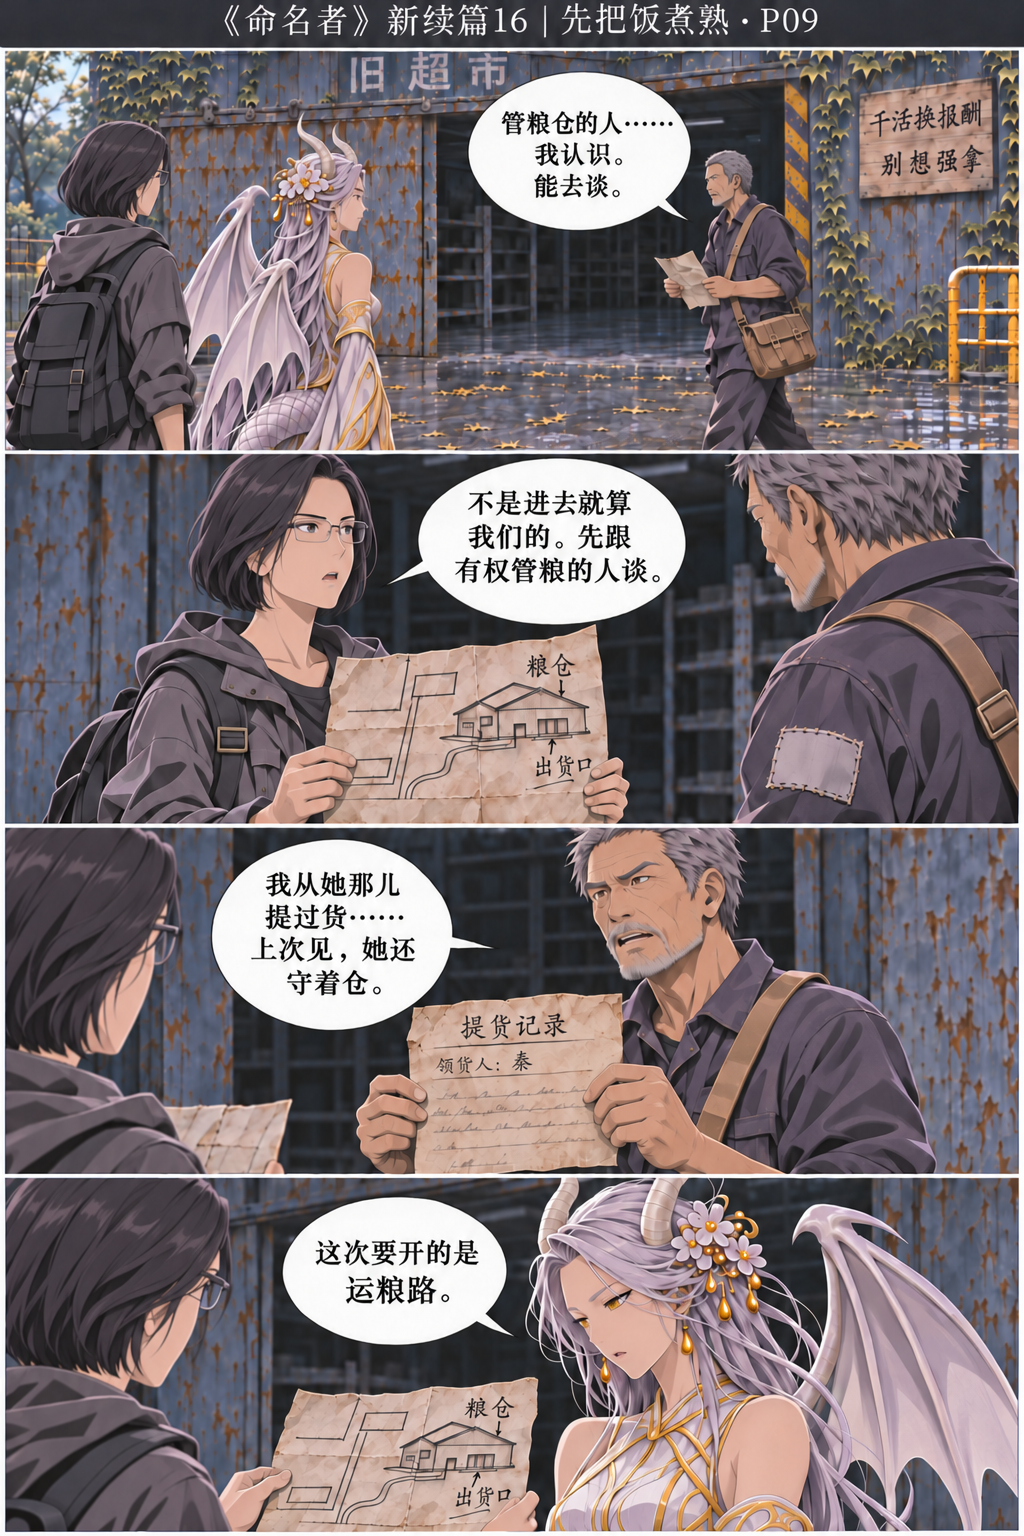 《命名者》新续篇16 | 先把饭煮熟·P09
旧超市
管粮仓的人……
我认识。
能去谈。
干活换报酬
别想强拿
不是进去就算
我们的。先跟
有权管粮的人谈。
粮仓
出货口
我从她那儿
提过货……
上次见，她还
守着仓。
提货记录
领货人：秦
这次要开的是
运粮路。
粮仓
出货口